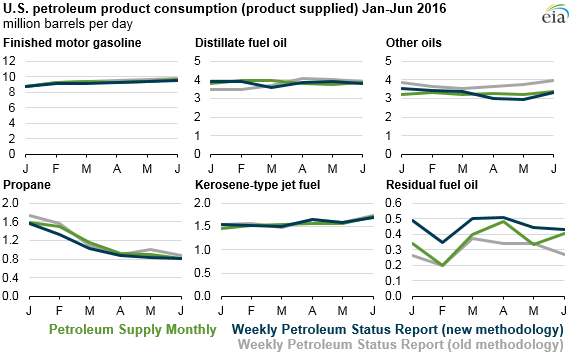 U.S. petroleum product consumption (product supplied) Jan-Jun 2016
million barrels per day
eia
Finished motor gasoline
12
10
8
6
4
2
0
J F M A M J
Distillate fuel oil
5
4
3
2
1
0
J F M A M J
Other oils
5
4
3
2
1
0
J F M A M J
Propane
2.0
1.6
1.2
0.8
0.4
0.0
J F M A M J
Kerosene-type jet fuel
2.0
1.5
1.0
0.5
0.0
J F M A M J
Residual fuel oil
0.6
0.5
0.4
0.3
0.2
0.1
0.0
J F M A M J
Petroleum Supply Monthly Weekly Petroleum Status Report (new methodology)
Weekly Petroleum Status Report (old methodology)